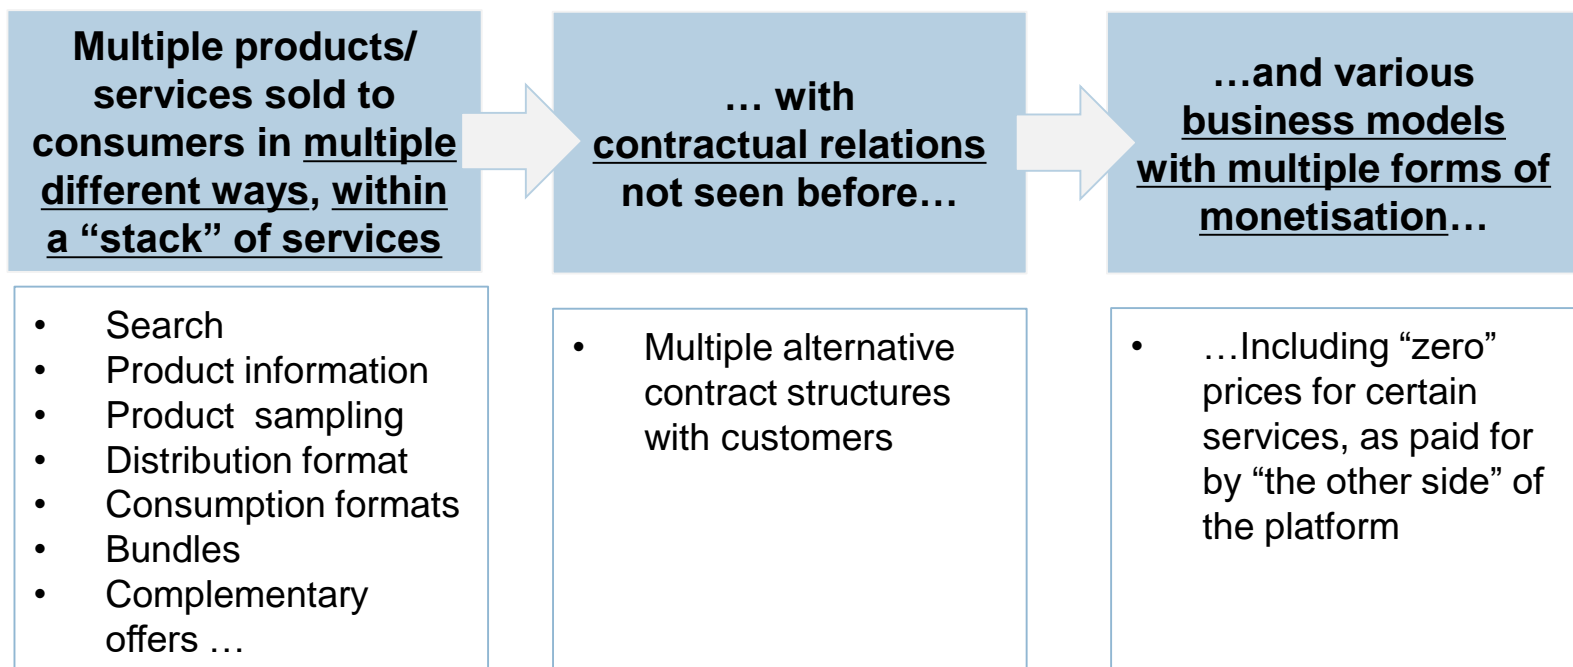 Multiple products/
services sold to
consumers in multiple
different ways, within
a “stack” of services
• Search
• Product information
• Product  sampling
• Distribution format
• Consumption formats
• Bundles
• Complementary
offers …
… with
contractual relations
not seen before…
• Multiple alternative
contract structures
with customers
…and various
business models
with multiple forms of
monetisation…
• …Including “zero”
prices for certain
services, as paid for
by “the other side” of
the platform